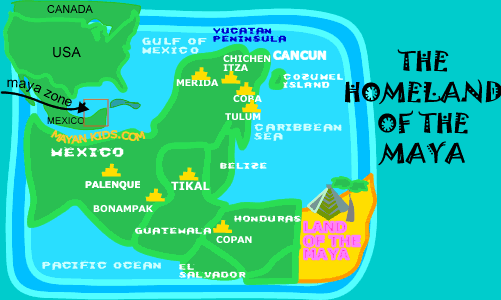 CANADA
USA
maya zone
MEXICO
MAYAN-KIDS.COM
YUCATAN
PENINSULA
GULF OF
MEXICO
CHICHEN
ITZA
CANCUN
MERIDA
COZUMEL
ISLAND
COBA
TULUM
CARIBBEAN
SEA
MEXICO
BELIZE
PALENQUE
TIKAL
BONAMPAK
HONDURAS
GUATEMALA
COPAN
PACIFIC OCEAN
EL
SALVADOR
LAND
OF THE
MAYA
THE
HOMELAND
OF THE
MAYA